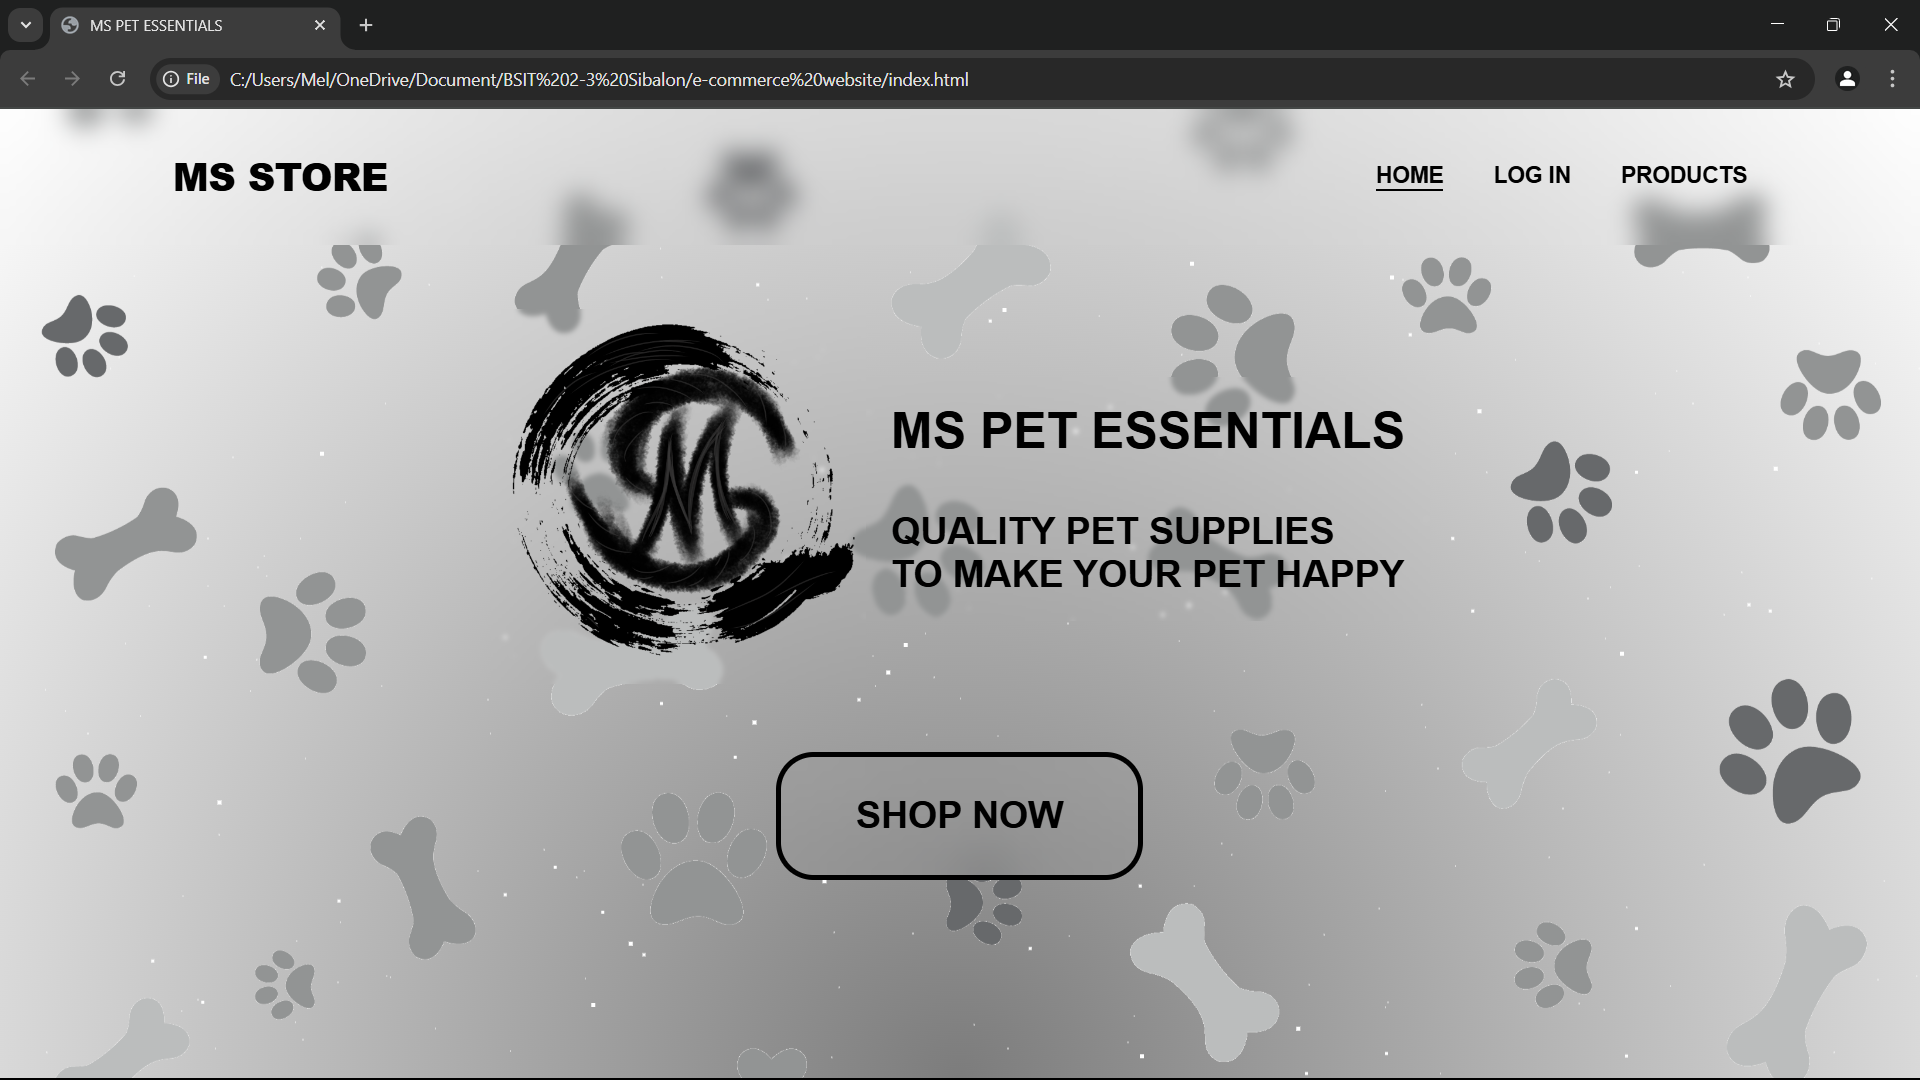 MS PET ESSENTIALS
File C:/Users/Mel/OneDrive/Document/BSIT%202-3%20Sibalon/e-commerce%20website/index.html
MS STORE
HOME LOG IN PRODUCTS
MS
MS PET ESSENTIALS
QUALITY PET SUPPLIES
TO MAKE YOUR PET HAPPY
SHOP NOW